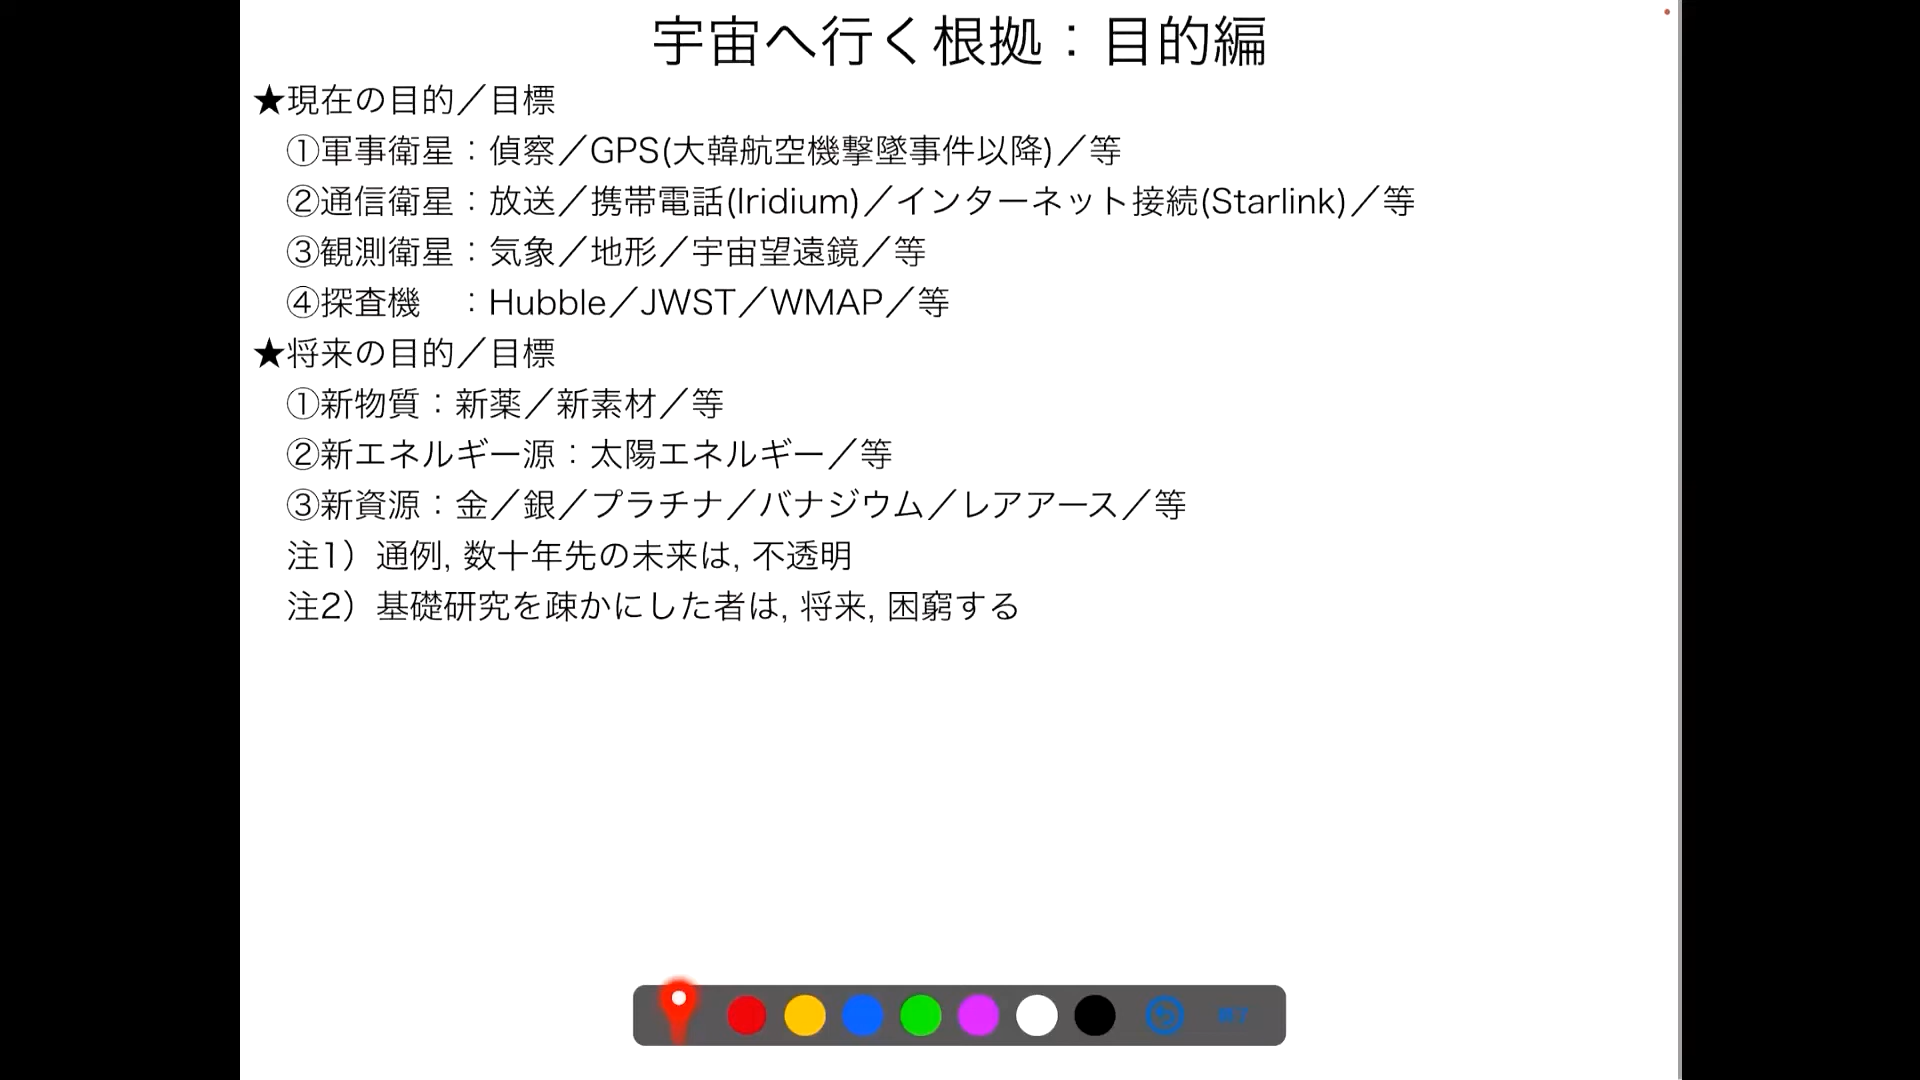 宇宙へ行く根拠：目的編
★現在の目的／目標
①軍事衛星：偵察／GPS(大韓航空機撃墜事件以降)／等
②通信衛星：放送／携帯電話(Iridium)／インターネット接続(Starlink)／等
③観測衛星：気象／地形／宇宙望遠鏡／等
④探査機　：Hubble／JWST／WMAP／等
★将来の目的／目標
①新物質：新薬／新素材／等
②新エネルギー源：太陽エネルギー／等
③新資源：金／銀／プラチナ／バナジウム／レアアース／等
注1）通例, 数十年先の未来は, 不透明
注2）基礎研究を疎かにした者は, 将来, 困窮する
終了